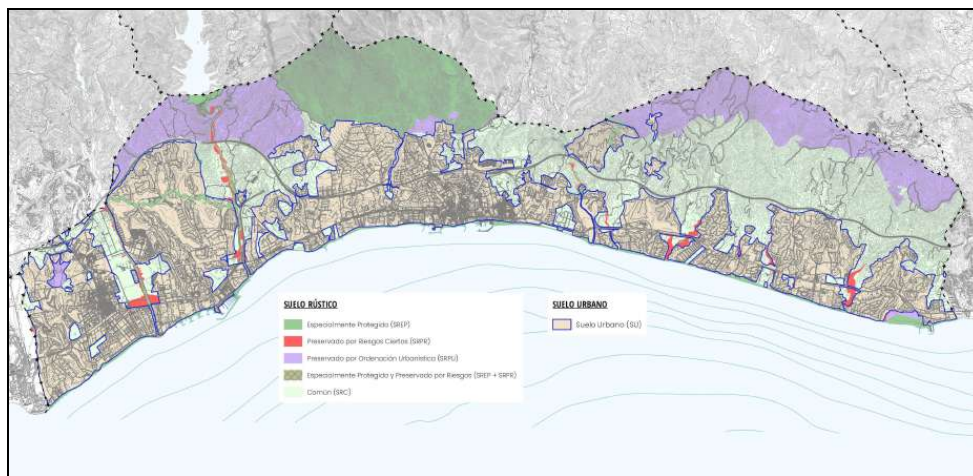 SUELO RÚSTICO
Especialmente Protegido (SREP)
Preservado por Riesgos Ciertos (SRPR)
Preservado por Ordenación Urbanística (SRPU)
Especialmente Protegido y Preservado por Riesgos (SREP + SRPR)
Común (SRC)
SUELO URBANO
Suelo Urbano (SU)